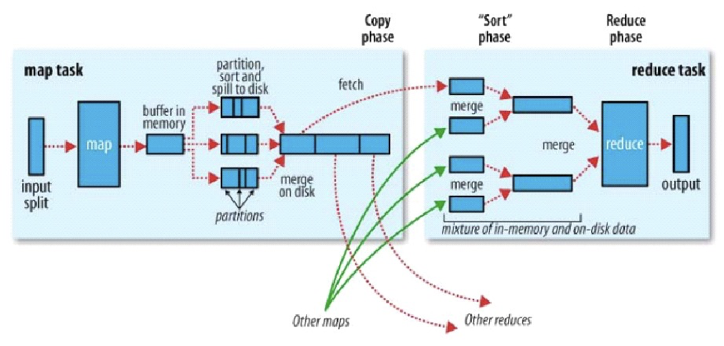 Copy
phase
"Sort"
phase
Reduce
phase
map task
partition,
sort and
spill to disk
fetch
reduce task
buffer in
memory
map
merge
merge
reduce
input
split
merge
on disk
merge
output
partitions
mixture of in-memory and on-disk data
Other maps
Other reduces